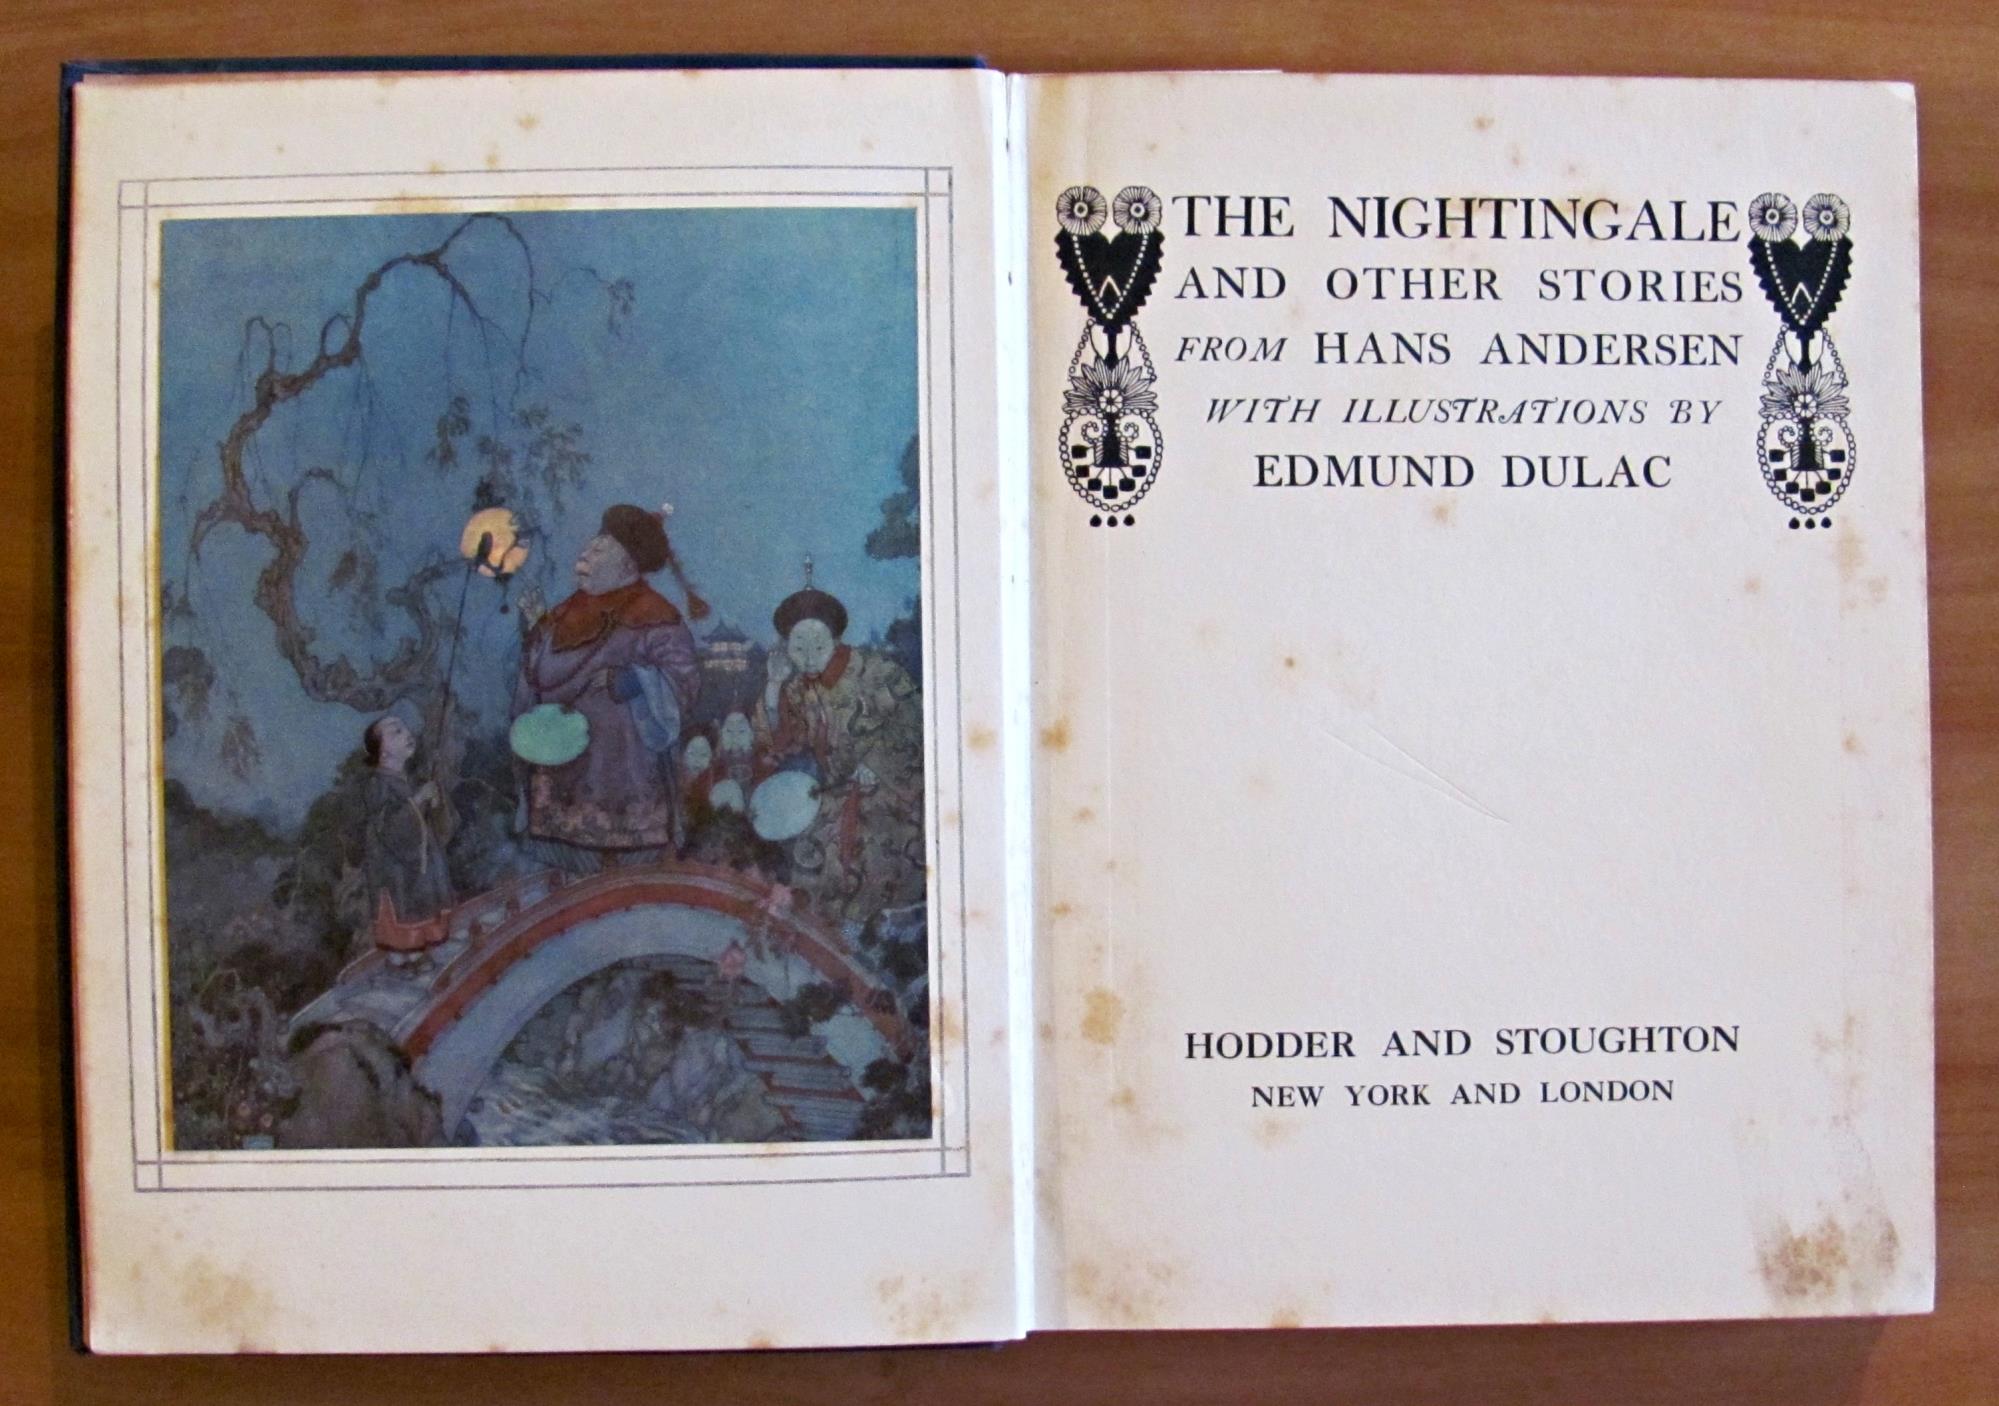 THE NIGHTINGALE
AND OTHER STORIES
FROM HANS ANDERSEN
WITH ILLUSTRATIONS BY
EDMUND DULAC
HODDER AND STOUGHTON
NEW YORK AND LONDON